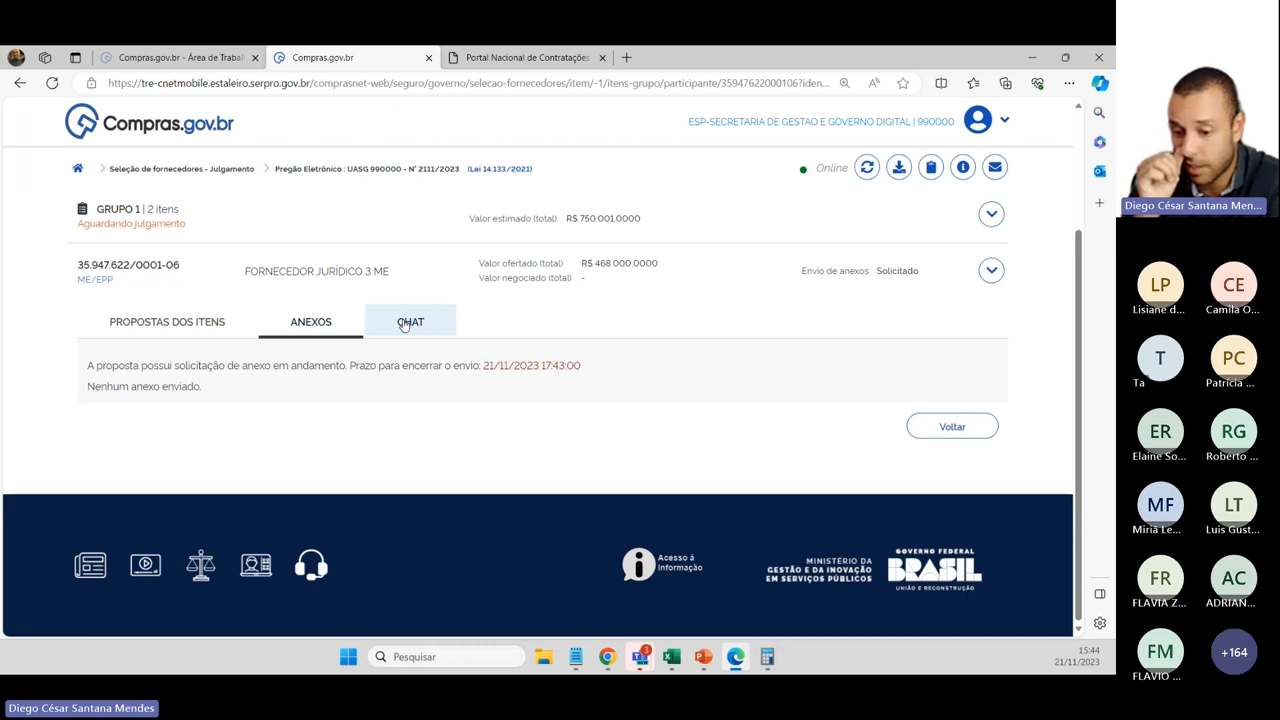 Compras.gov.br - Área de Trabal
Compras.gov.br
Portal Nacional de Contratações
https://tre-cnetmobile.estaleiro.serpro.gov.br/comprasnet-web/seguro/governo/selecao-fornecedores/item/-1/itens-grupo/participante/35947622000106?iden...
Compras.gov.br
ESP-SECRETARIA DE GESTAO E GOVERNO DIGITAL | 990000
Seleção de fornecedores - Julgamento
Pregão Eletrônico : UASG 990000 - N° 2111/2023 (Lei 14.133/2021)
Online
GRUPO 1 | 2 itens
Aguardando julgamento
Valor estimado (total) R$ 750.001,0000
35.947.622/0001-06
ME/EPP
FORNECEDOR JURÍDICO 3 ME
Valor ofertado (total) R$ 468.000,0000
Valor negociado (total) -
Envio de anexos Solicitado
PROPOSTAS DOS ITENS
ANEXOS
CHAT
A proposta possui solicitação de anexo em andamento. Prazo para encerrar o envio: 21/11/2023 17:43:00
Nenhum anexo enviado.
Voltar
Acesso à
Informação
MINISTÉRIO DA
GESTÃO E DA INOVAÇÃO
EM SERVIÇOS PÚBLICOS
GOVERNO FEDERAL
BRASIL
UNIÃO E RECONSTRUÇÃO
Pesquisar
3
15:44
21/11/2023
Diego César Santana Mendes
Diego César Santana Men...
LP
Lisiane d...
CE
Camila O...
T
Ta
PC
Patrícia ...
ER
Elaine So...
RG
Roberto ...
MF
Miriã Le...
LT
Luis Gust...
FR
FLAVIA Z...
AC
ADRIAN...
FM
FLAVIO ...
+164